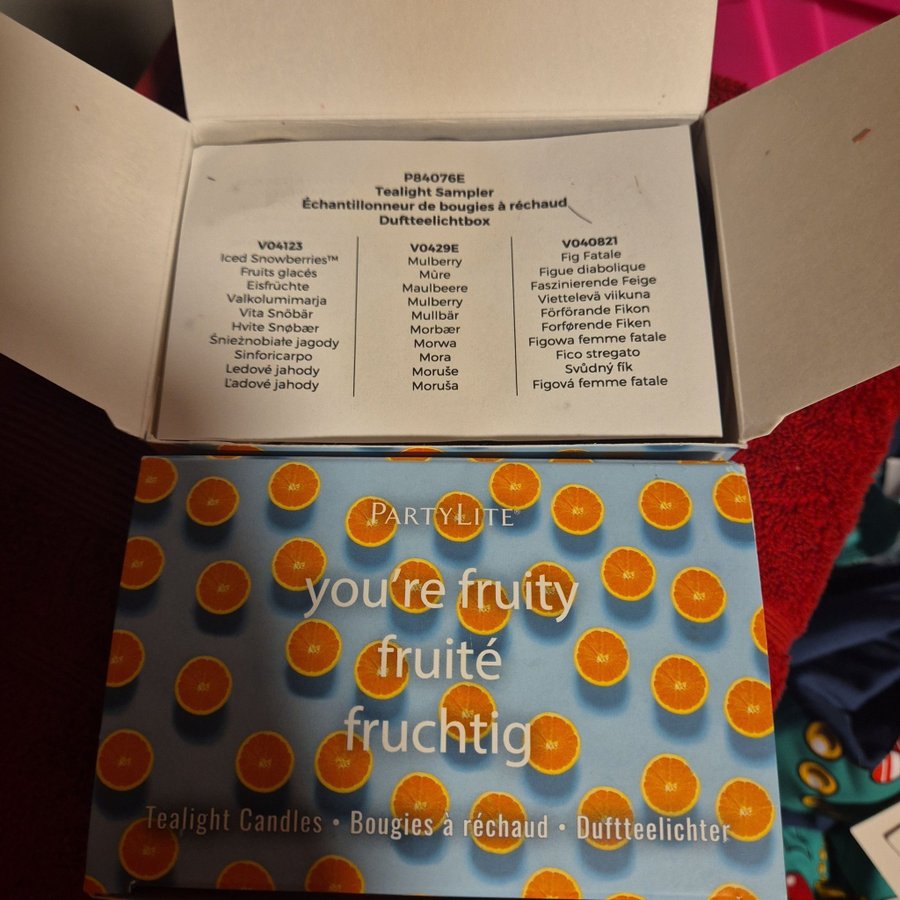 P84076E
Tealight Sampler
Échantillonneur de bougies à réchaud
Duftteelichtbox
V04123
Iced Snowberries™
Fruits glacés
Eisfrüchte
Valkolumimarja
Vita Snöbär
Hvite Snøbær
Śnieżnobiałe jagody
Sinforicarpo
Ledové jahody
Ľadové jahody
V0429E
Mulberry
Mûre
Maulbeere
Mulberry
Mullbär
Morbær
Morwa
Mora
Moruše
Moruša
V040821
Fig Fatale
Figue diabolique
Faszinierende Feige
Viettelevä viikuna
Förförande Fikon
Forførende Fiken
Figowa femme fatale
Fico stregato
Svůdný fík
Figová femme fatale
PARTYLITE®
you're fruity
fruité
fruchtig
Tealight Candles • Bougies à réchaud • Duftteelichter